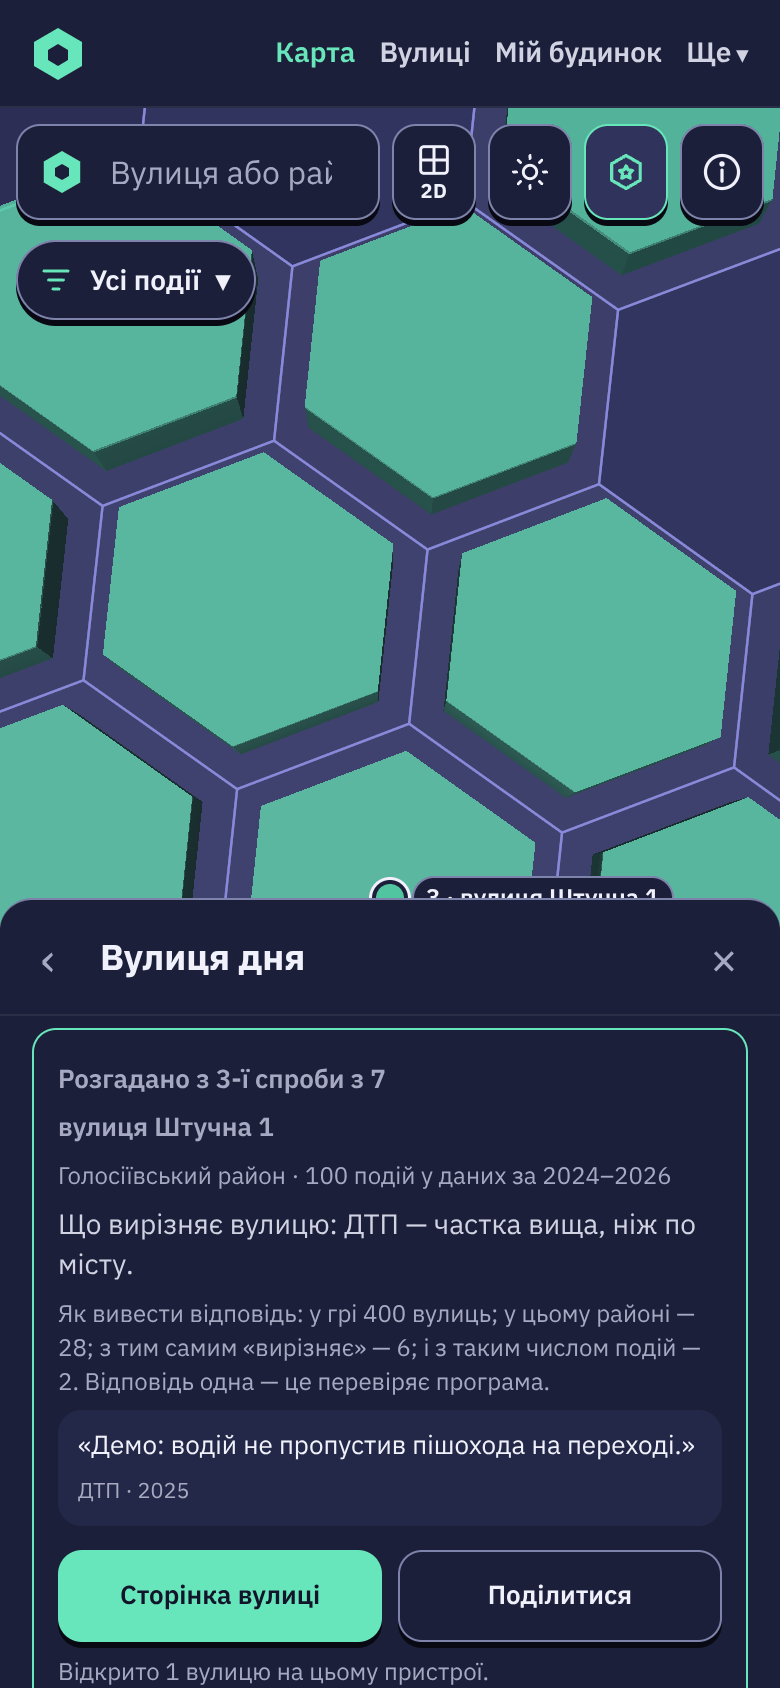 Карта Вулиці Мій будинок Ще ▾
Вулиця або рай
2D
Усі події ▼
3 · вулиця Штучна 1
‹ Вулиця дня ×
Розгадано з 3-ї спроби з 7
вулиця Штучна 1
Голосіївський район · 100 подій у даних за 2024–2026
Що вирізняє вулицю: ДТП — частка вища, ніж по
місту.
Як вивести відповідь: у грі 400 вулиць; у цьому районі —
28; з тим самим «вирізняє» — 6; і з таким числом подій —
2. Відповідь одна — це перевіряє програма.
«Демо: водій не пропустив пішохода на переході.»
ДТП · 2025
Сторінка вулиці
Поділитися
Відкрито 1 вулицю на цьому пристрої.